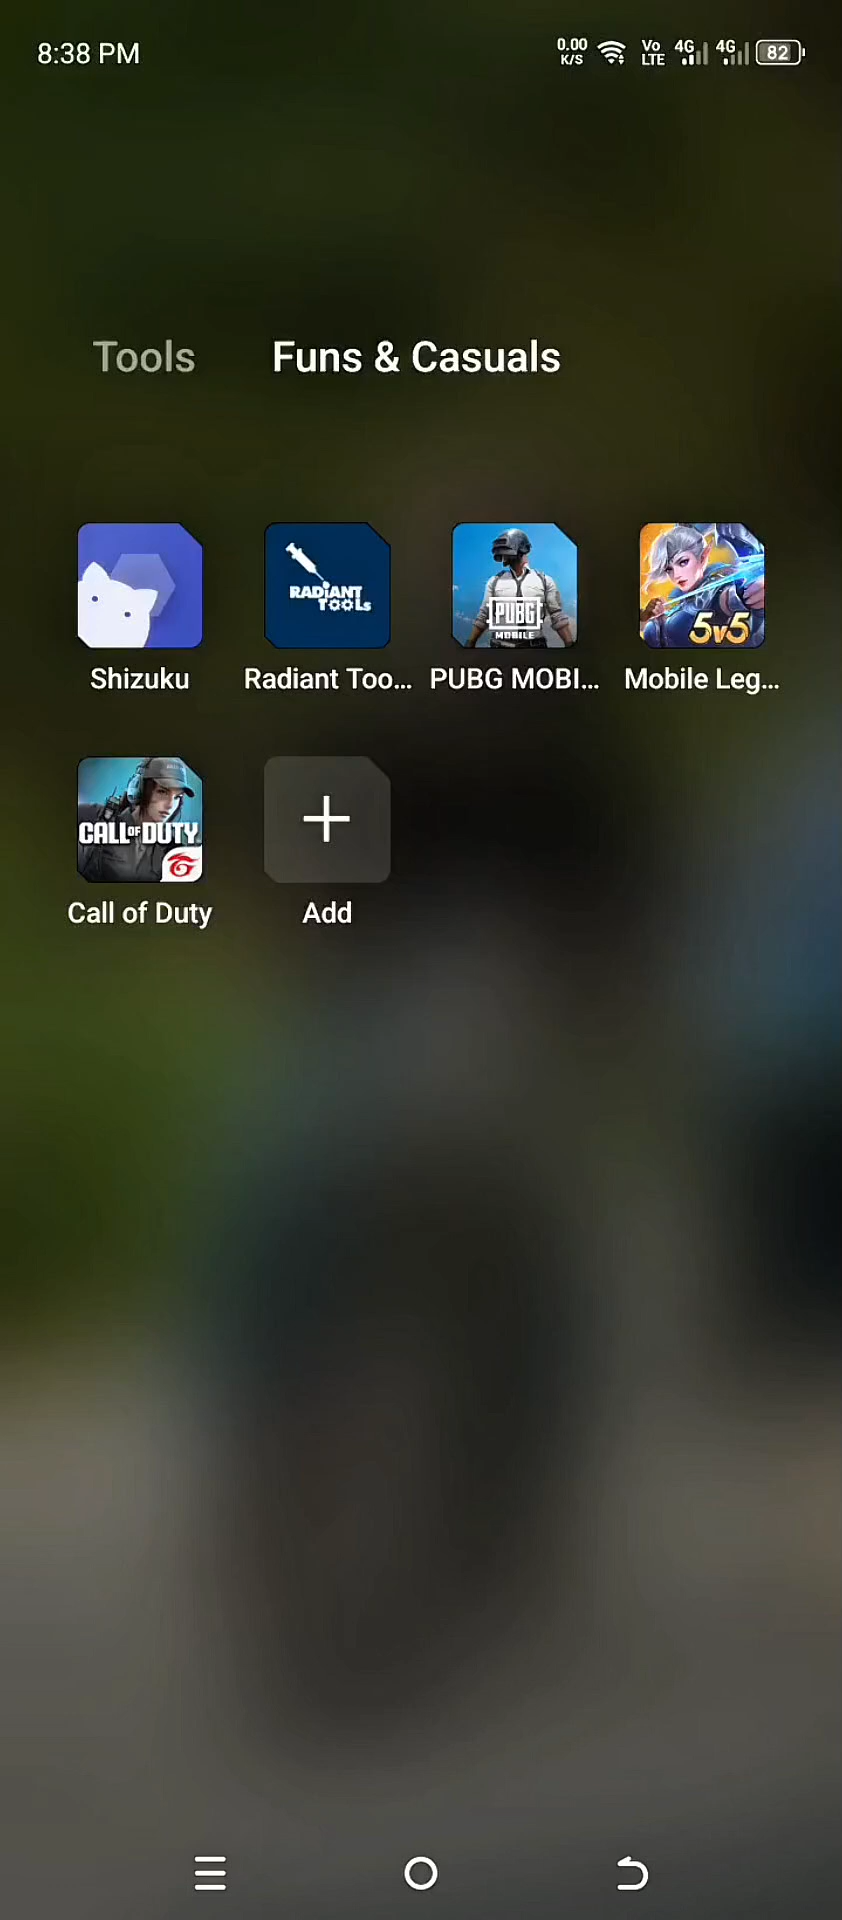 8:38 PM
0.00 K/S Vo LTE 4G 4G 82
Tools Funs & Casuals
RADIANT TOOLS
PUBG MOBILE
5v5
Shizuku Radiant Too... PUBG MOBI... Mobile Leg...
CALL OF DUTY
Call of Duty Add